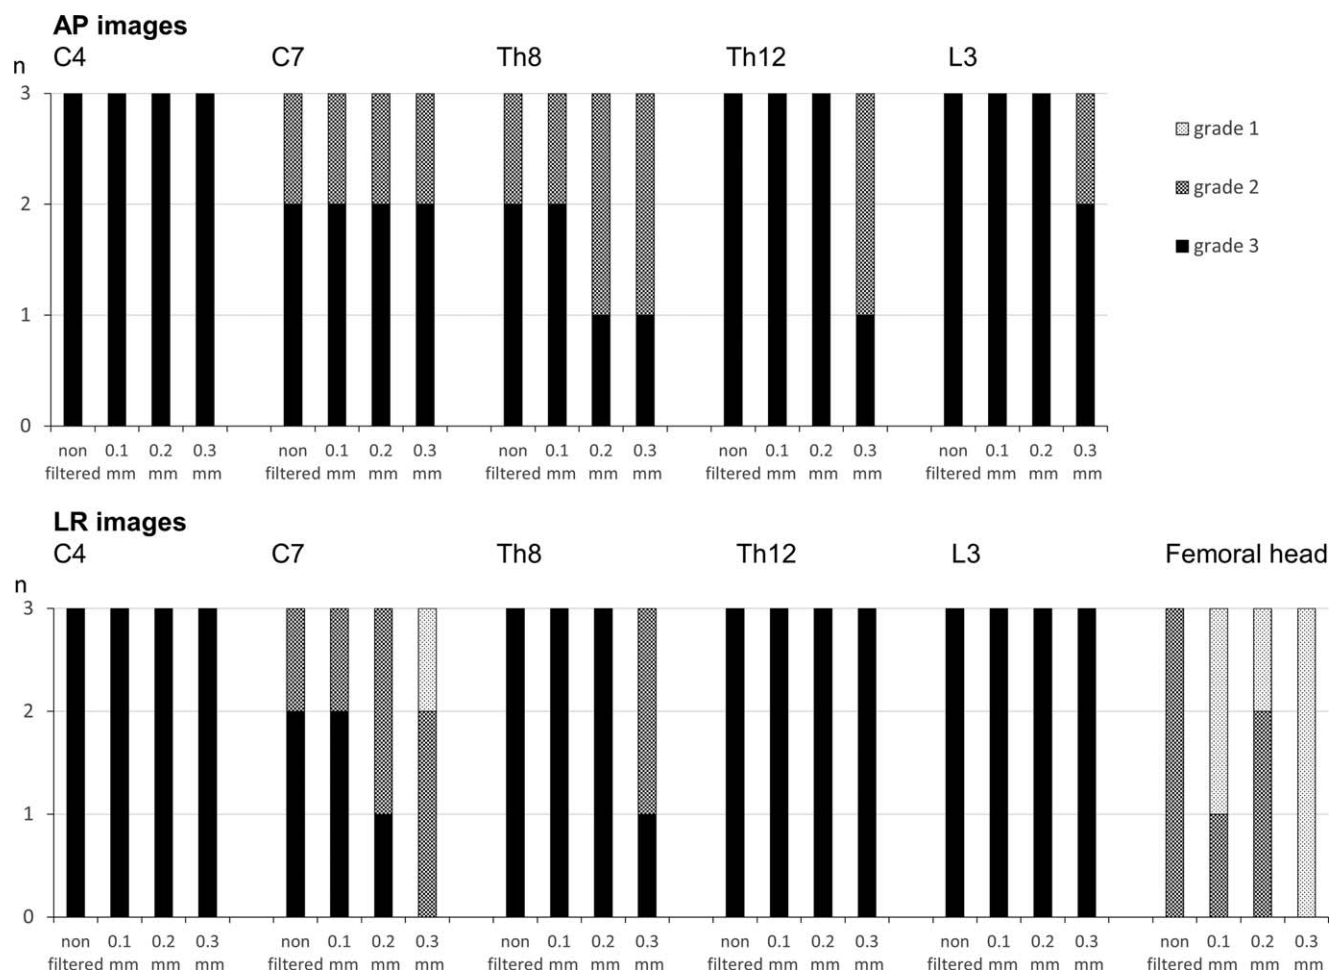 AP images
C4 C7 Th8 Th12 L3
n
3
2
1
0
grade 1
grade 2
grade 3
non 0.1 0.2 0.3 non 0.1 0.2 0.3 non 0.1 0.2 0.3 non 0.1 0.2 0.3 non 0.1 0.2 0.3
filtered mm mm mm filtered mm mm mm filtered mm mm mm filtered mm mm mm filtered mm mm mm
LR images
C4 C7 Th8 Th12 L3 Femoral head
n
3
2
1
0
non 0.1 0.2 0.3 non 0.1 0.2 0.3 non 0.1 0.2 0.3 non 0.1 0.2 0.3 non 0.1 0.2 0.3 non 0.1 0.2 0.3
filtered mm mm mm filtered mm mm mm filtered mm mm mm filtered mm mm mm filtered mm mm mm filtered mm mm mm